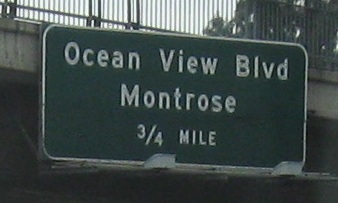 Ocean View Blvd
Montrose
3/4 MILE